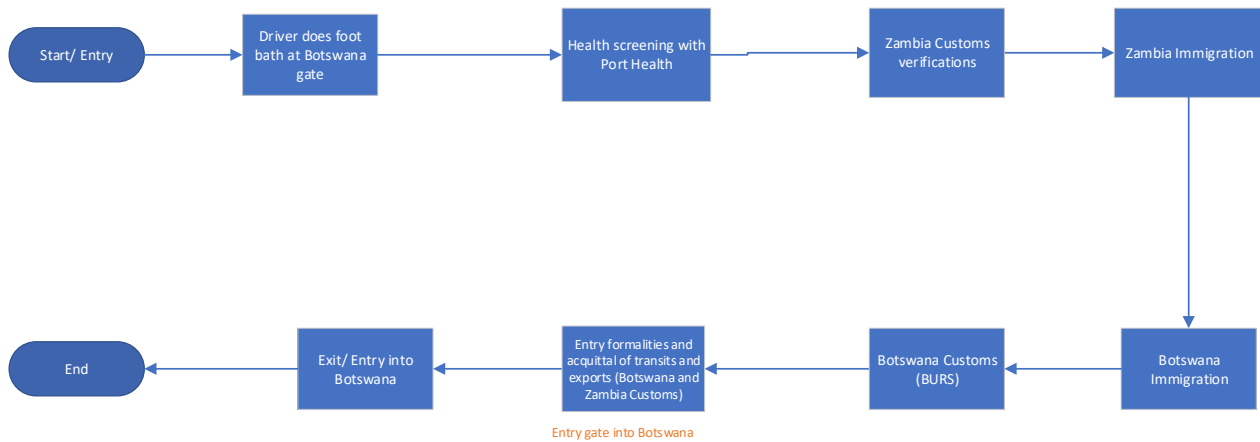 Start/ Entry
Driver does foot
bath at Botswana
gate
Health screening with
Port Health
Zambia Customs
verifications
Zambia Immigration
End
Exit/ Entry into
Botswana
Entry formalities and
acquittal of transits and
exports (Botswana and
Zambia Customs)
Botswana Customs
(BURS)
Botswana
Immigration
Entry gate into Botswana